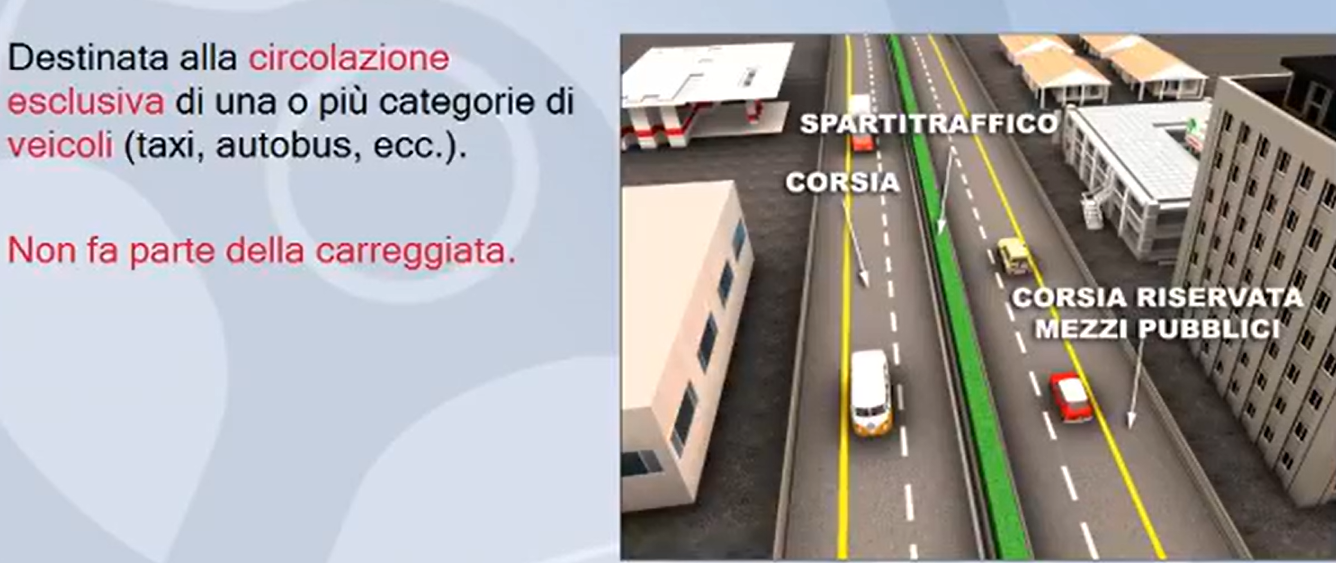 Destinata alla circolazione
esclusiva di una o più categorie di
veicoli (taxi, autobus, ecc.).
Non fa parte della carreggiata.
SPARTITRAFFICO
CORSIA
CORSIA RISERVATA
MEZZI PUBBLICI